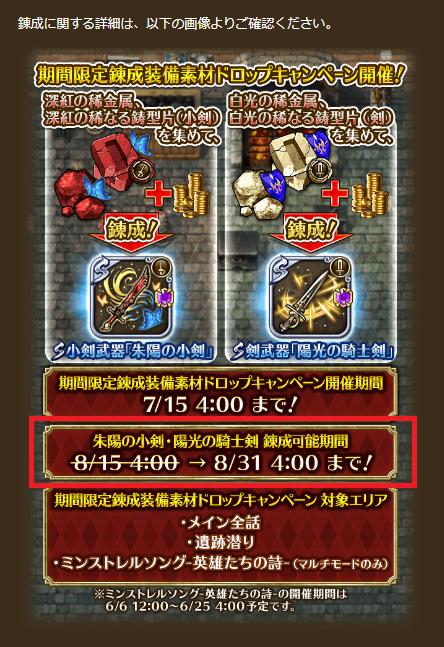 錬成に関する詳細は、以下の画像よりご確認ください。
期間限定錬成装備素材ドロップキャンペーン開催!
深紅の稀金属、
深紅の稀なる鋳型片(小剣)
を集めて、
錬成!
S小剣武器「朱陽の小剣」
白光の稀金属、
白光の稀なる鋳型片(剣)
を集めて、
錬成!
S剣武器「陽光の騎士剣」
期間限定錬成装備素材ドロップキャンペーン開催期間
7/15 4:00 まで!
朱陽の小剣・陽光の騎士剣 錬成可能期間
8/15 4:00 → 8/31 4:00 まで!
期間限定錬成装備素材ドロップキャンペーン 対象エリア
・メイン全話
・遺跡潜り
・ミンストレルソング-英雄たちの詩-(マルチモードのみ)
※ミンストレルソング-英雄たちの詩-の開催期間は
6/6 12:00~6/25 4:00予定です。